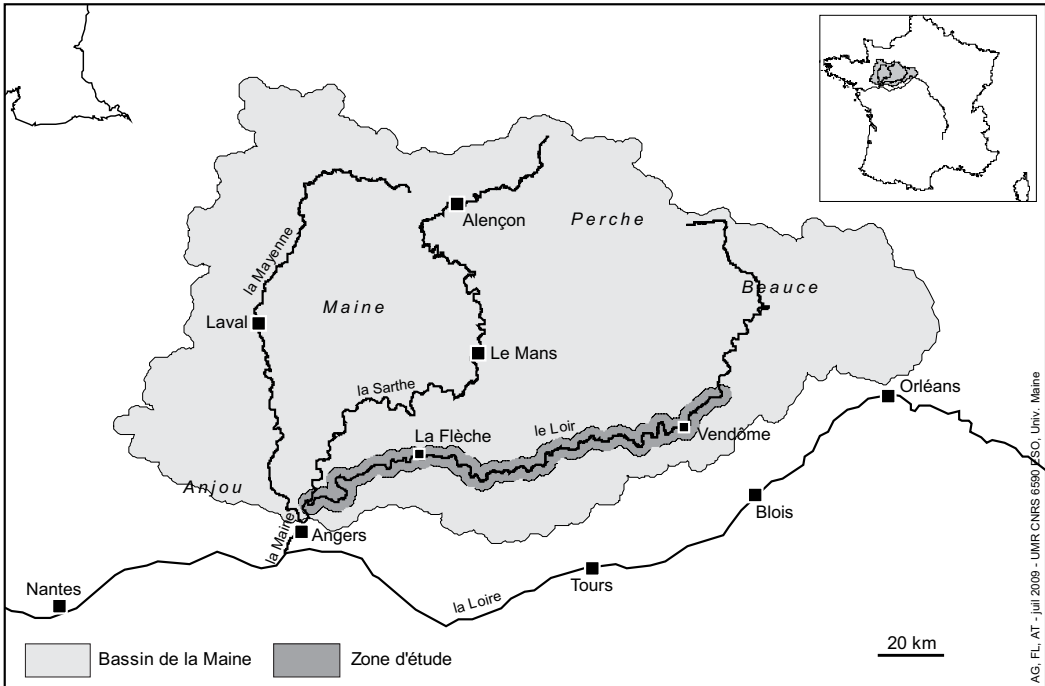 Alençon
Perche
la Mayenne
Beauce
Maine
Laval
Le Mans
la Sarthe
Orléans
La Flèche
le Loir
Vendôme
Anjou
Blois
Angers
la Maine
Tours
Nantes
la Loire
20 km
Bassin de la Maine
Zone d'étude
AG, FL, AT - juil 2009 - UMR CNRS 6590 ESO, Univ. Maine